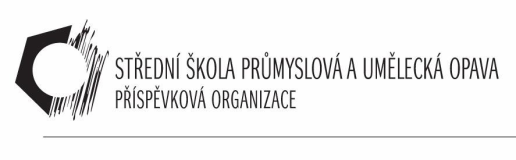 STŘEDNÍ ŠKOLA PRŮMYSLOVÁ A UMĚLECKÁ OPAVA
PŘÍSPĚVKOVÁ ORGANIZACE